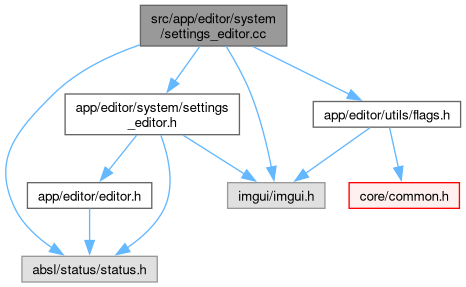 src/app/editor/system
/settings_editor.cc
app/editor/system/settings
_editor.h
app/editor/utils/flags.h
app/editor/editor.h
imgui/imgui.h
core/common.h
absl/status/status.h